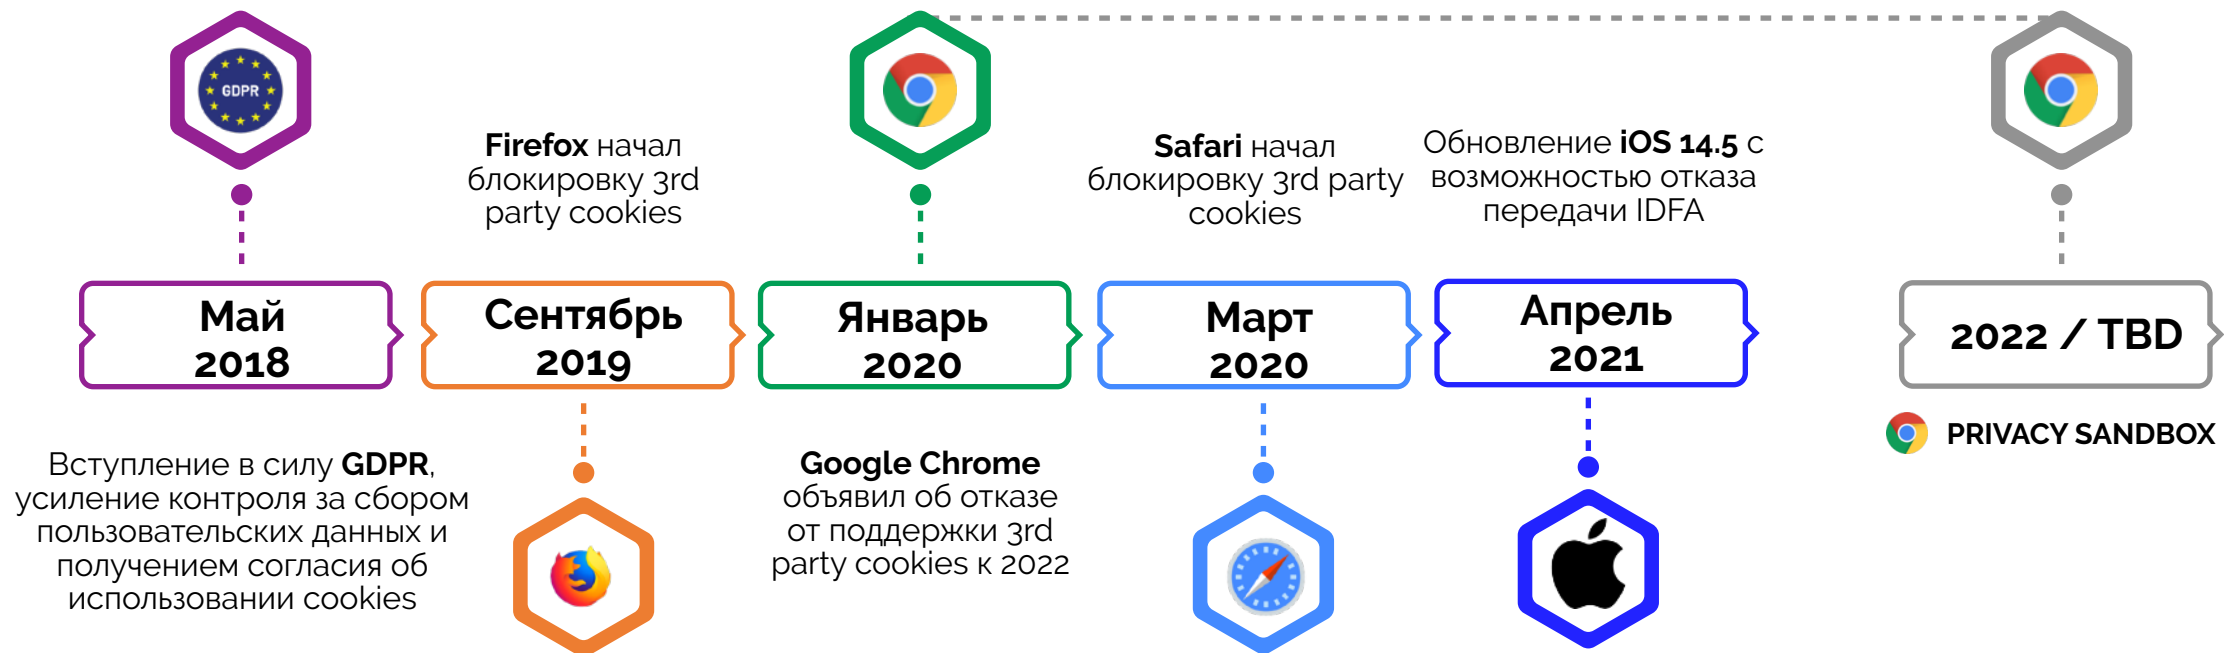 GDPR
Май
2018
Вступление в силу GDPR,
усиление контроля за сбором
пользовательских данных и
получением согласия об
использовании cookies
Firefox начал
блокировку 3rd
party cookies
Сентябрь
2019
Январь
2020
Google Chrome
объявил об отказе
от поддержки 3rd
party cookies к 2022
Safari начал
блокировку 3rd party
cookies
Март
2020
Обновление iOS 14.5 с
возможностью отказа
передачи IDFA
Апрель
2021
2022 / TBD
PRIVACY SANDBOX